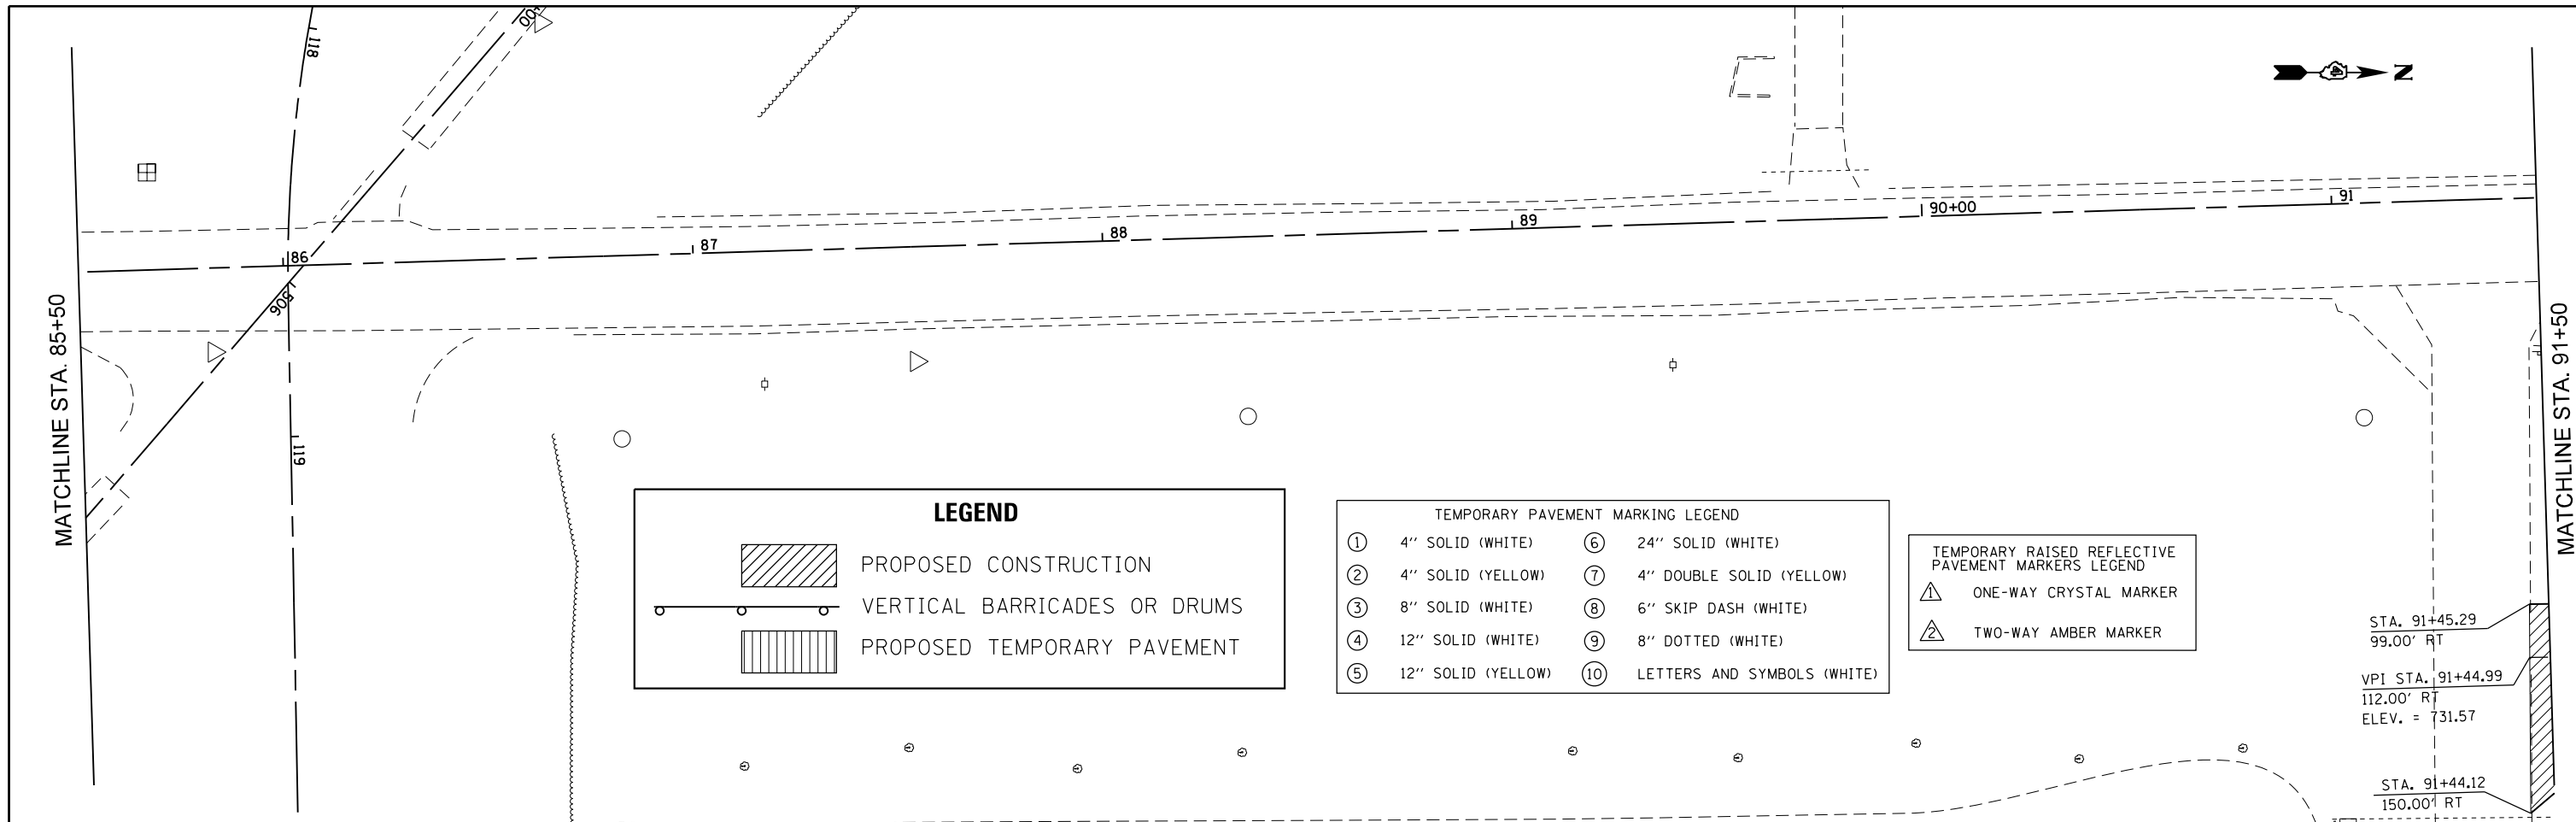 118
00+
N
91
90+00
89
88
87
86
506
119
MATCHLINE STA. 85+50
MATCHLINE STA. 91+50
LEGEND
PROPOSED CONSTRUCTION
VERTICAL BARRICADES OR DRUMS
PROPOSED TEMPORARY PAVEMENT
TEMPORARY PAVEMENT MARKING LEGEND
1 4'' SOLID (WHITE)
2 4'' SOLID (YELLOW)
3 8'' SOLID (WHITE)
4 12'' SOLID (WHITE)
5 12'' SOLID (YELLOW)
6 24'' SOLID (WHITE)
7 4'' DOUBLE SOLID (YELLOW)
8 6'' SKIP DASH (WHITE)
9 8'' DOTTED (WHITE)
10 LETTERS AND SYMBOLS (WHITE)
TEMPORARY RAISED REFLECTIVE
PAVEMENT MARKERS LEGEND
1 ONE-WAY CRYSTAL MARKER
2 TWO-WAY AMBER MARKER
STA. 91+45.29
99.00' RT
VPI STA. 91+44.99
112.00' RT
ELEV. = 731.57
STA. 91+44.12
150.00' RT